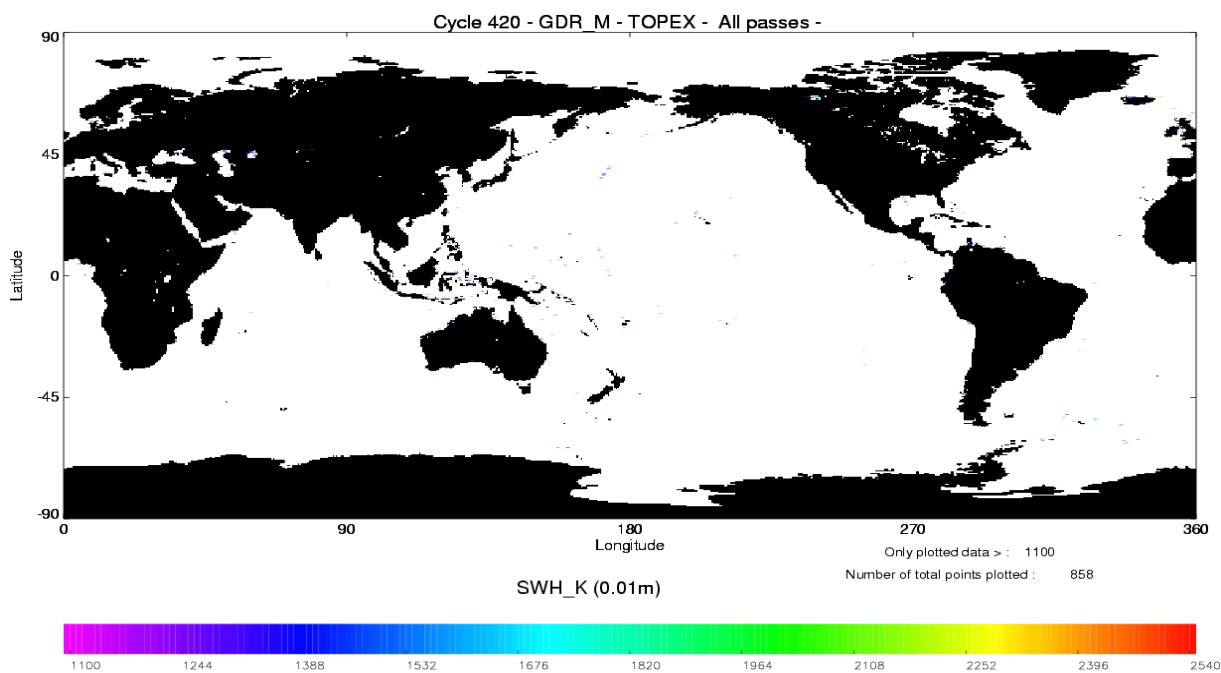 Cycle 420 - GDR_M - TOPEX - All passes -
90
45
0
-45
-90
Latitude
0 90 180 270 360
Longitude
Only plotted data > : 1100
Number of total points plotted : 858
SWH_K (0.01m)
1100 1244 1388 1532 1676 1820 1964 2108 2252 2396 2540